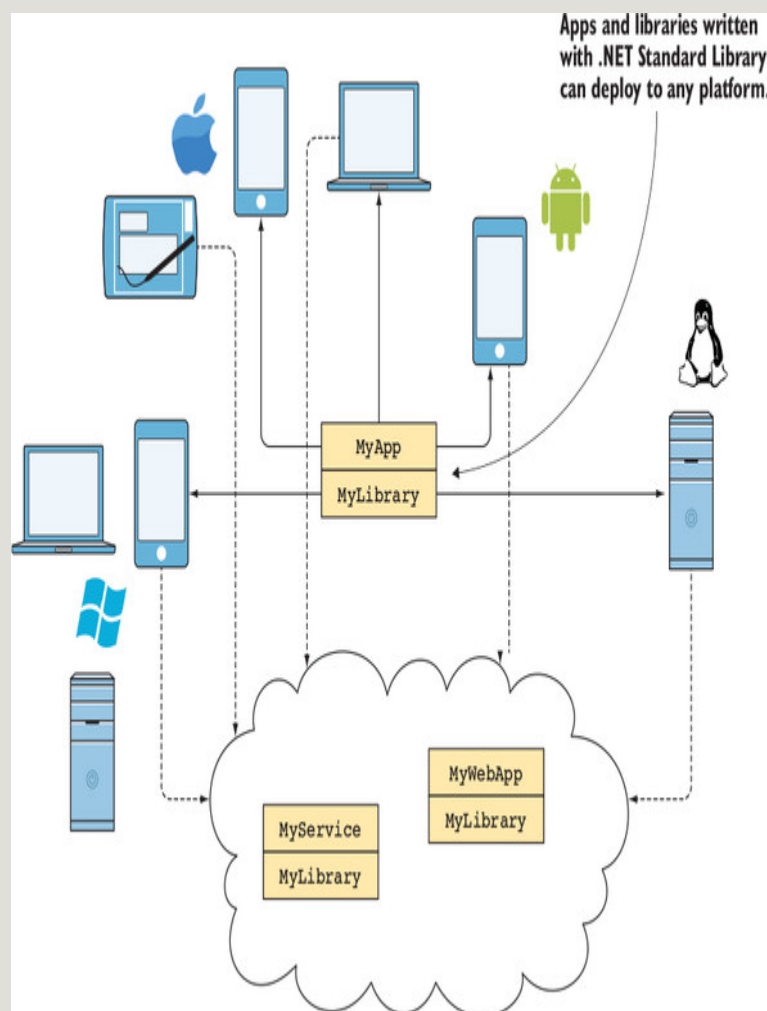 Apps and libraries written
with .NET Standard Library
can deploy to any platform.
MyApp
MyLibrary
MyWebApp
MyLibrary
MyService
MyLibrary